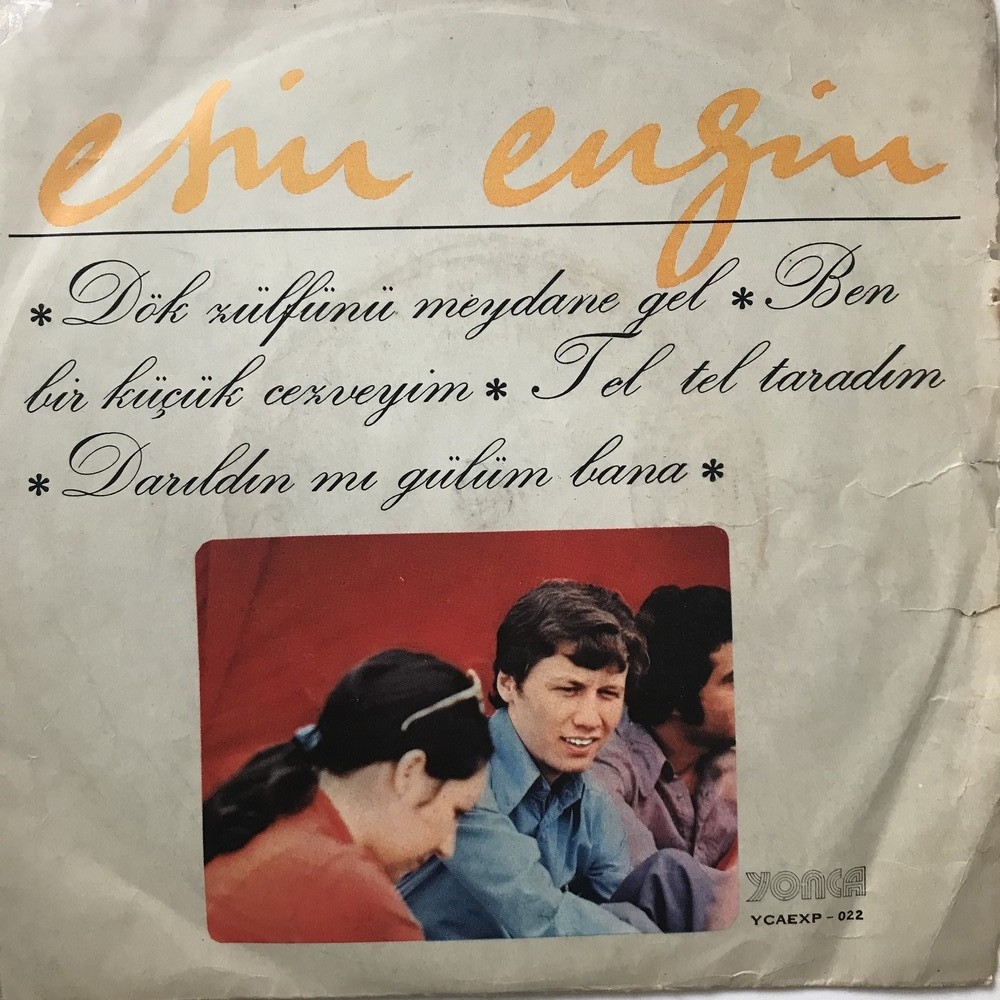 esin engin
* Dök zülfünü meydane gel * Ben
bir küçük cezveyim * Tel tel taradım
* Darıldın mı gülüm bana *
YONCA
YCAEXP - 022